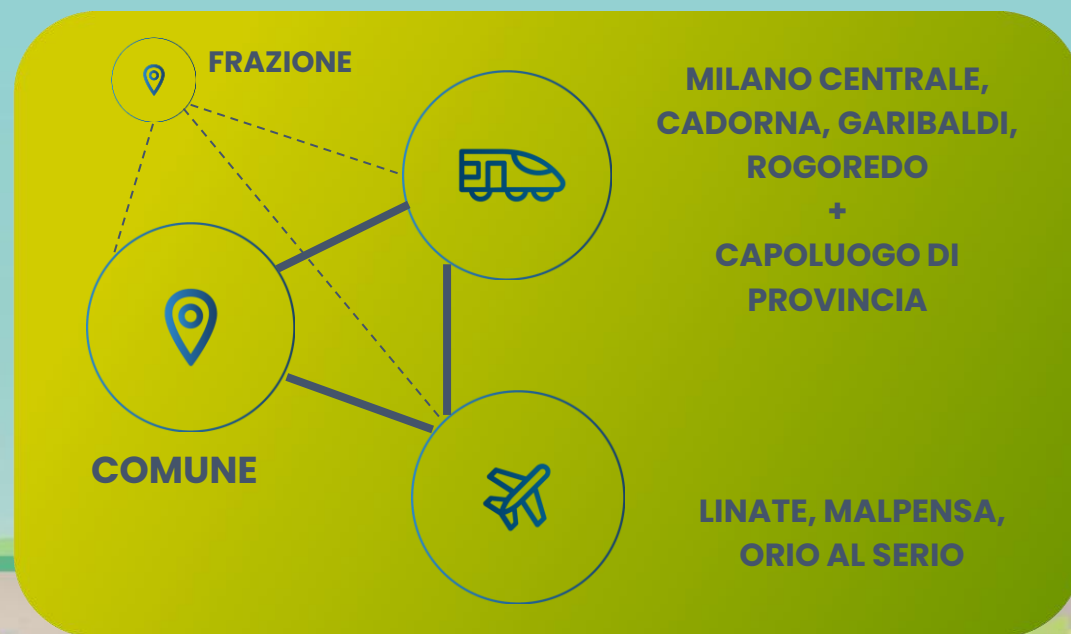 FRAZIONE
MILANO CENTRALE,
CADORNA, GARIBALDI,
ROGOREDO
+
CAPOLUOGO DI
PROVINCIA
COMUNE
LINATE, MALPENSA,
ORIO AL SERIO